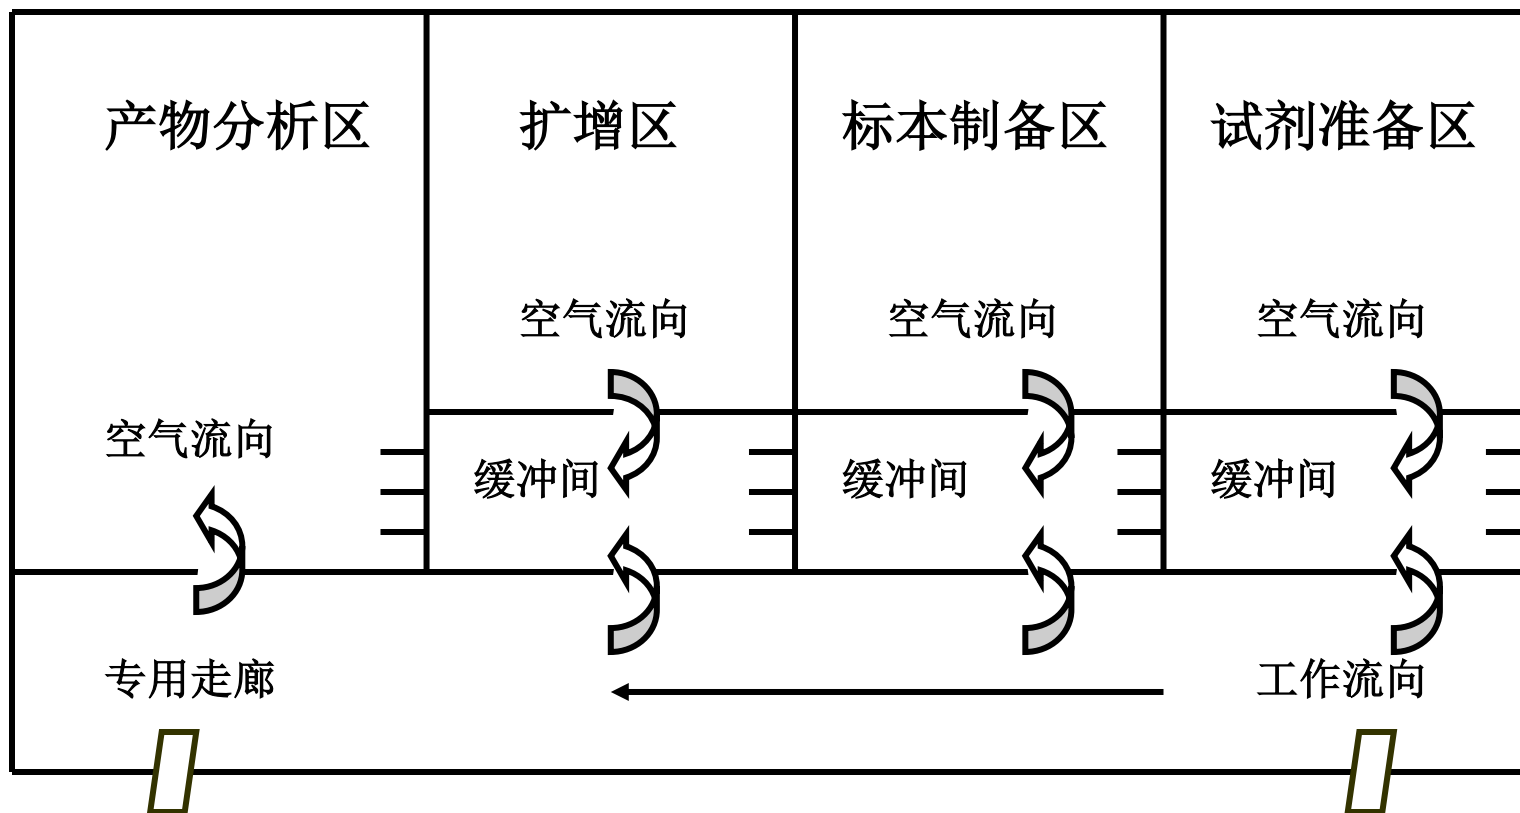 产物分析区
扩增区
标本制备区
试剂准备区
空气流向
空气流向
空气流向
空气流向
缓冲间
缓冲间
缓冲间
专用走廊
工作流向